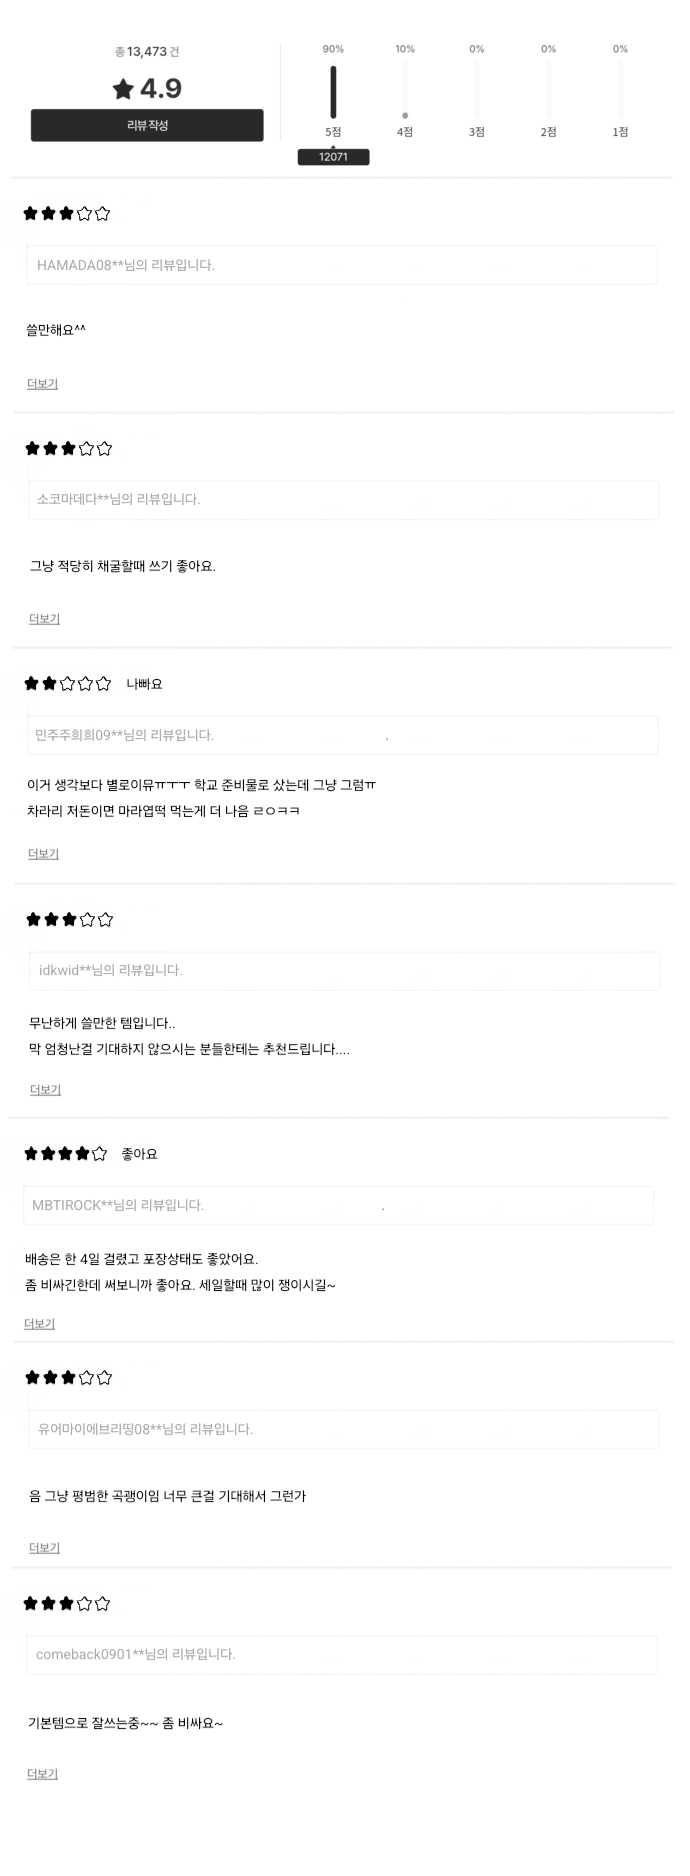 총 13,473 건
★ 4.9
리뷰작성
90% 10% 0% 0% 0%
5점 4점 3점 2점 1점
12071
HAMADA08**님의 리뷰입니다.
쓸만해요^^
더보기
소코마데다**님의 리뷰입니다.
그냥 적당히 채굴할때 쓰기 좋아요.
더보기
나빠요
민주주희희09**님의 리뷰입니다.
이거 생각보다 별로이뮤ㅠㅜㅜ 학교 준비물로 샀는데 그냥 그럼ㅠ
차라리 저돈이면 마라엽떡 먹는게 더 나음 ㄹㅇㅋㅋ
더보기
idkwid**님의 리뷰입니다.
무난하게 쓸만한 템입니다..
막 엄청난걸 기대하지 않으시는 분들한테는 추천드립니다....
더보기
좋아요
MBTIROCK**님의 리뷰입니다.
배송은 한 4일 걸렸고 포장상태도 좋았어요.
좀 비싸긴한데 써보니까 좋아요. 세일할때 많이 쟁이시길~
더보기
유어마이에브리띵08**님의 리뷰입니다.
음 그냥 평범한 곡괭이임 너무 큰걸 기대해서 그런가
더보기
comeback0901**님의 리뷰입니다.
기본템으로 잘쓰는중~~ 좀 비싸요~
더보기